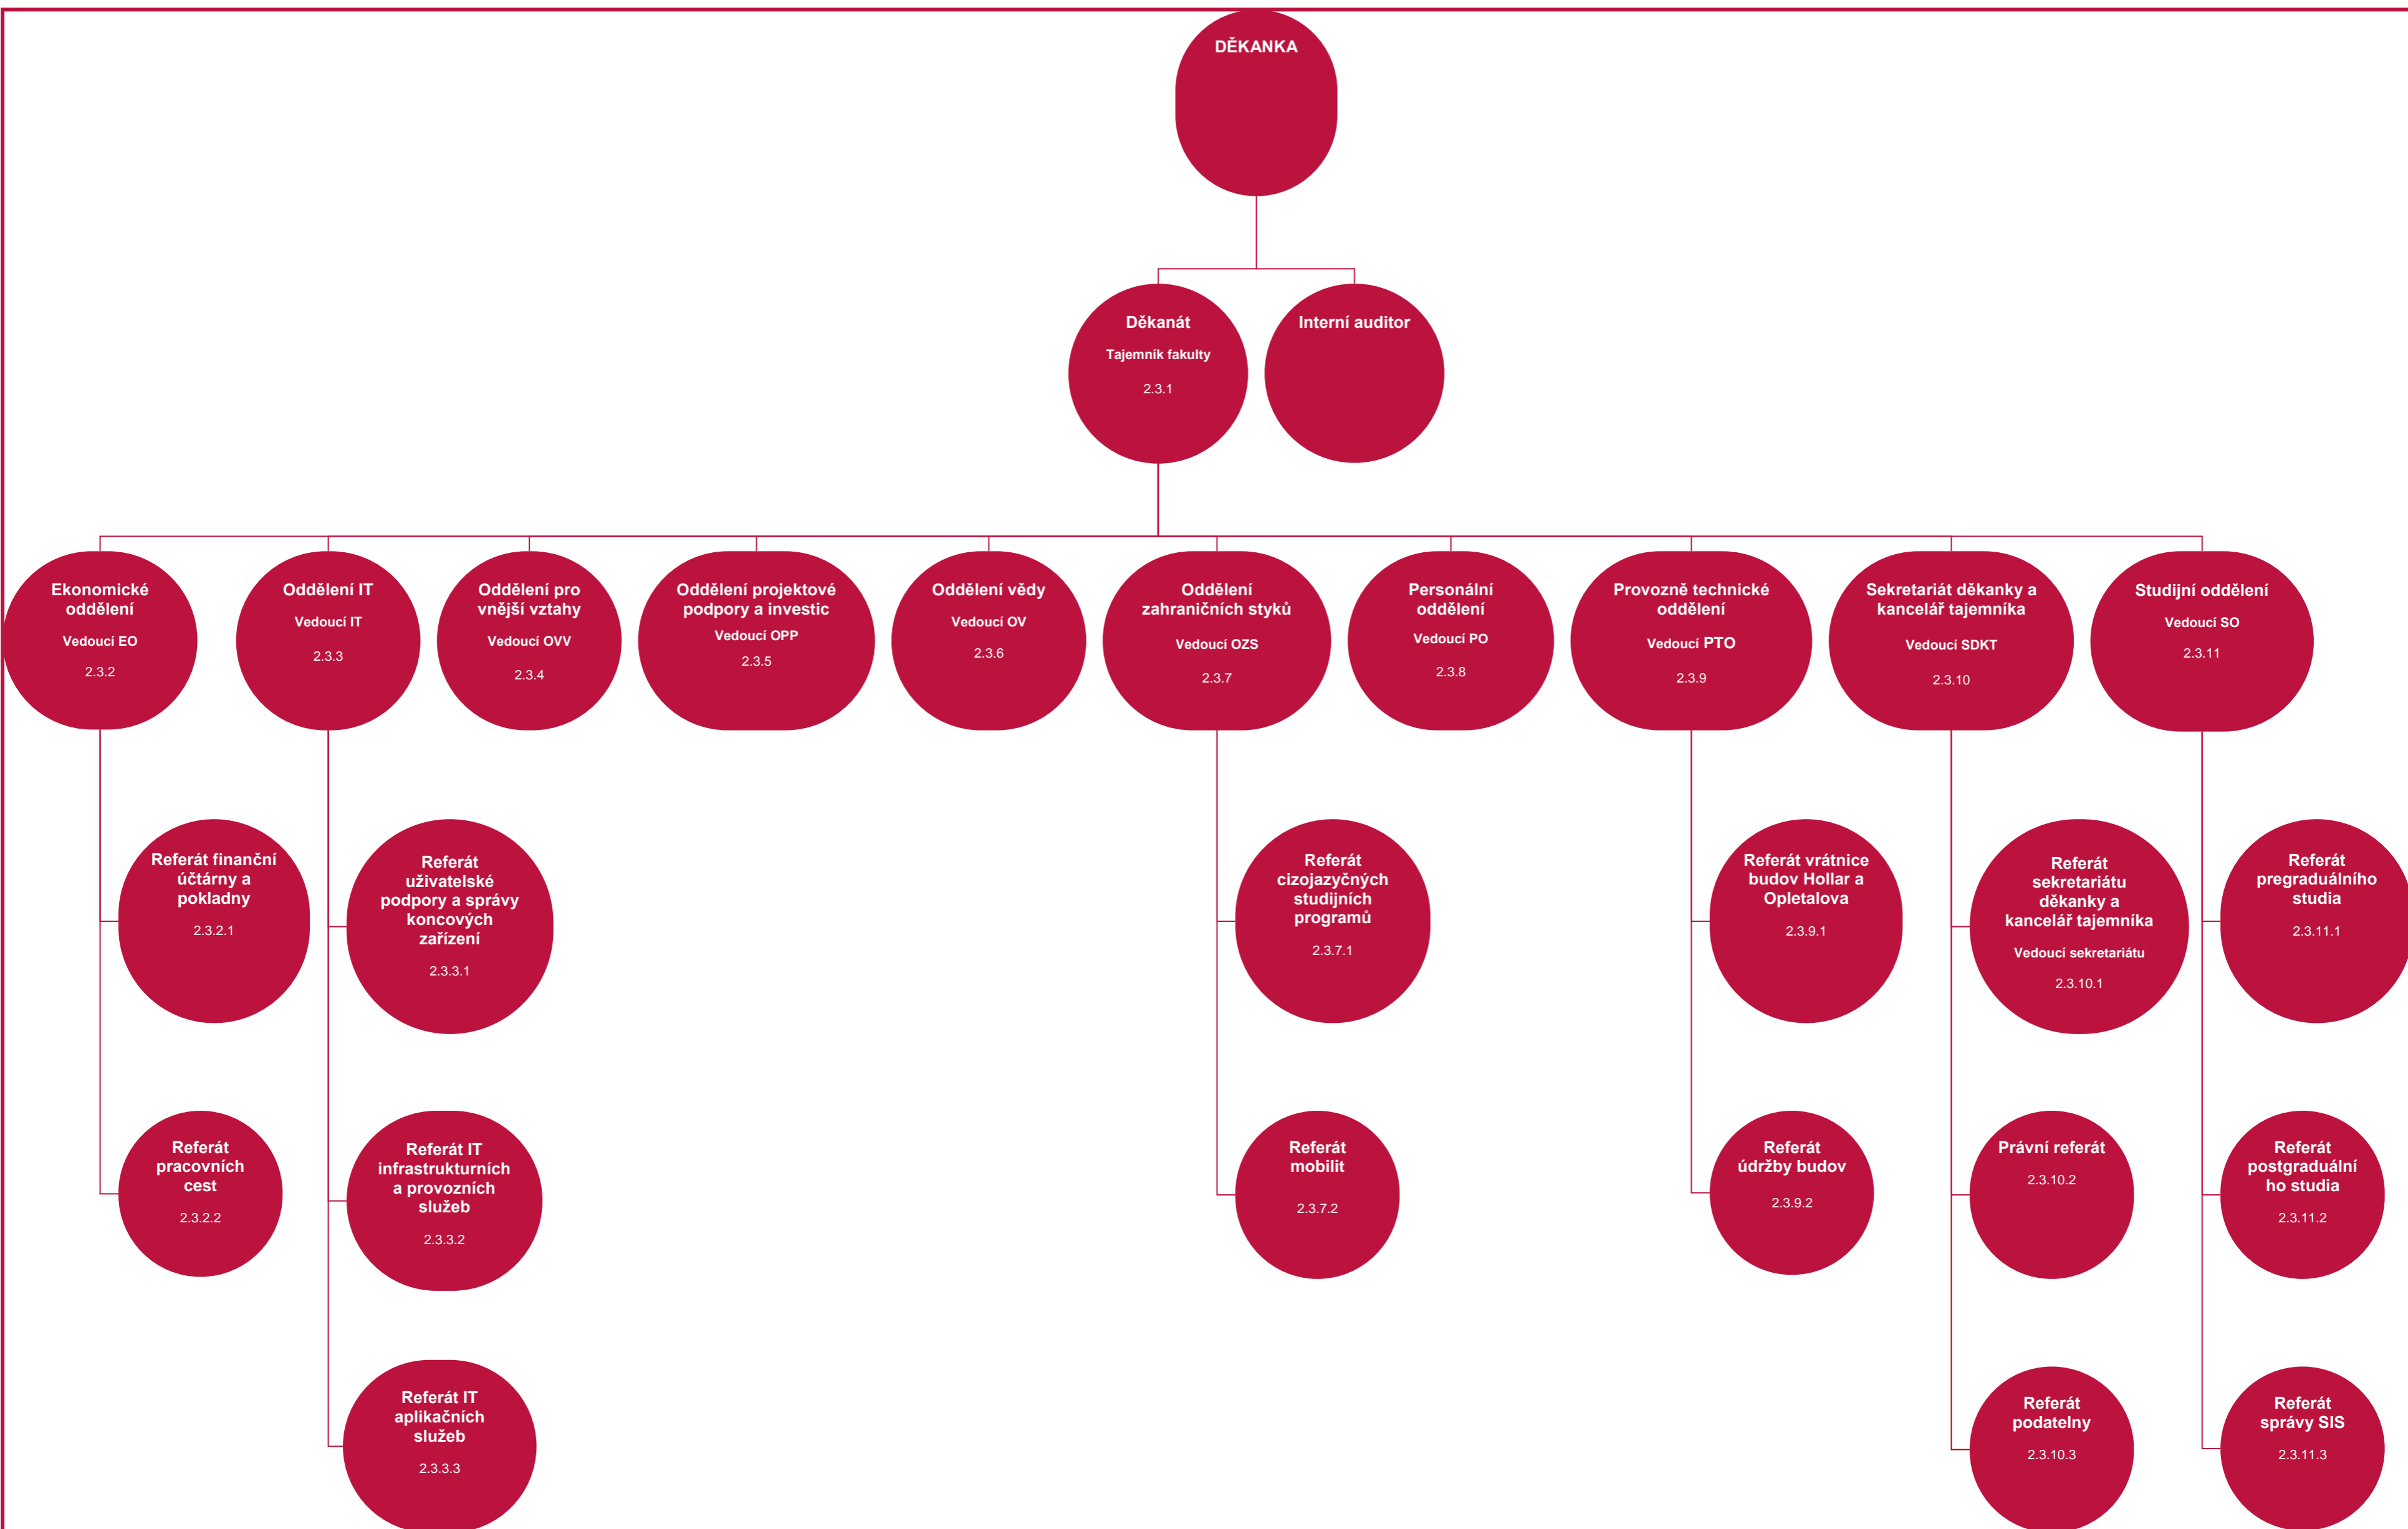 DĚKANKA
Děkanát
Tajemník fakulty
2.3.1
Interní auditor
Ekonomické
oddělení
Vedoucí EO
2.3.2
Oddělení IT
Vedoucí IT
2.3.3
Oddělení pro
vnější vztahy
Vedoucí OVV
2.3.4
Oddělení projektové
podpory a investic
Vedoucí OPP
2.3.5
Oddělení vědy
Vedoucí OV
2.3.6
Oddělení
zahraničních styků
Vedoucí OZS
2.3.7
Personální
oddělení
Vedoucí PO
2.3.8
Provozně technické
oddělení
Vedoucí PTO
2.3.9
Sekretariát děkanky a
kancelář tajemníka
Vedoucí SDKT
2.3.10
Studijní oddělení
Vedoucí SO
2.3.11
Referát finanční
účtárny a
pokladny
2.3.2.1
Referát
uživatelské
podpory a správy
koncových
zařízení
2.3.3.1
Referát
cizojazyčných
studijních
programů
2.3.7.1
Referát vrátnice
budov Hollar a
Opletalova
2.3.9.1
Referát
sekretariátu
děkanky a
kancelář tajemníka
Vedoucí sekretariátu
2.3.10.1
Referát
pregraduálního
studia
2.3.11.1
Referát
pracovních
cest
2.3.2.2
Referát IT
infrastrukturních
a provozních
služeb
2.3.3.2
Referát
mobilit
2.3.7.2
Referát
údržby budov
2.3.9.2
Právní referát
2.3.10.2
Referát
postgraduální
ho studia
2.3.11.2
Referát IT
aplikačních
služeb
2.3.3.3
Referát
podatelny
2.3.10.3
Referát
správy SIS
2.3.11.3